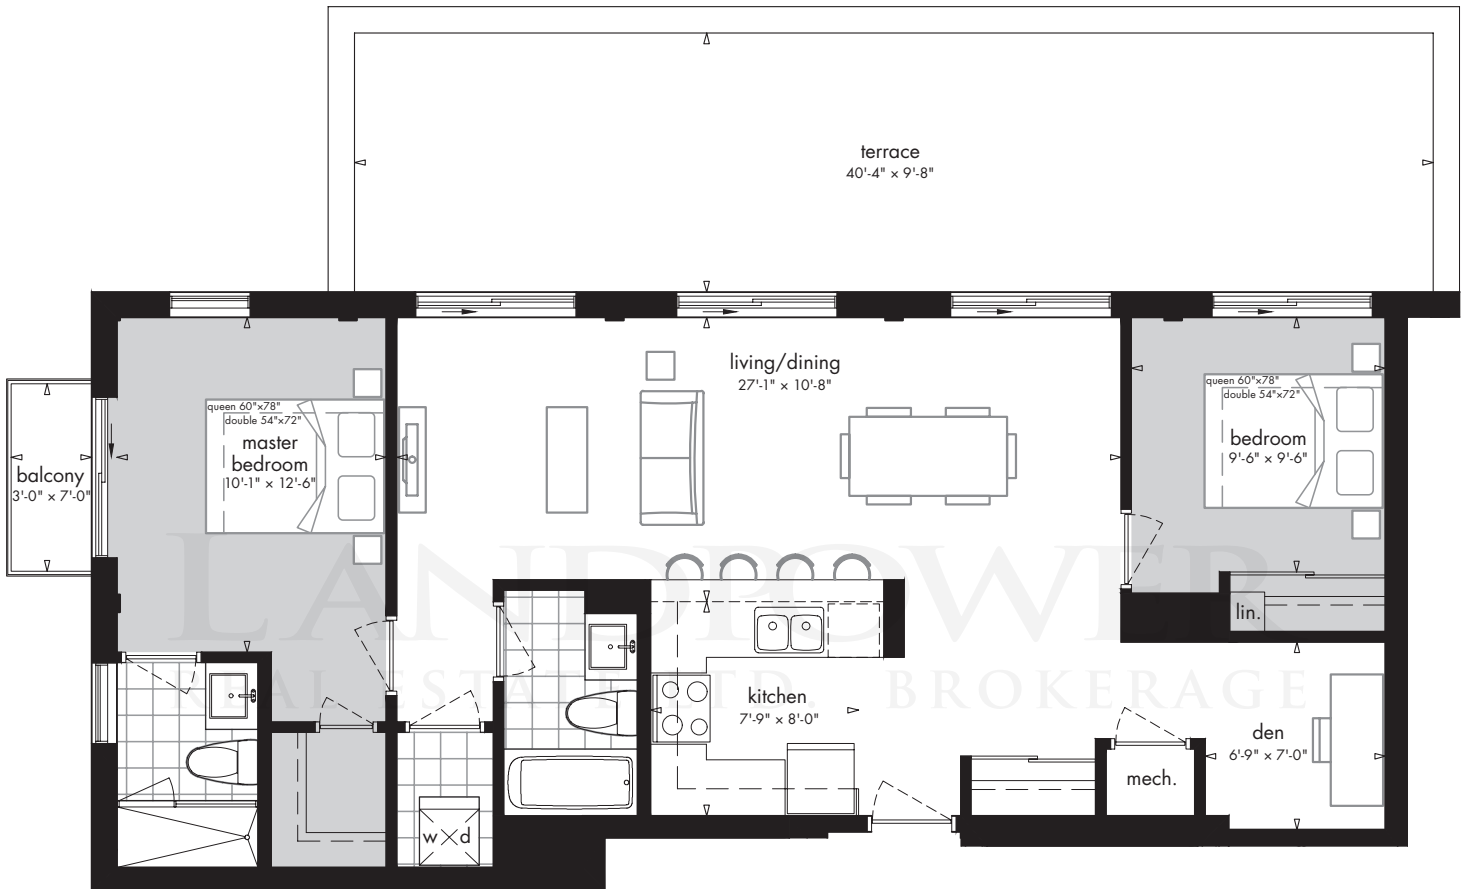 terrace
40'-4" × 9'-8"
living/dining
27'-1" × 10'-8"
queen 60"×78"
double 54"×72"
master
bedroom
10'-1" × 12'-6"
queen 60"×78"
double 54"×72"
bedroom
9'-6" × 9'-6"
balcony
3'-0" × 7'-0"
LANDPOWER
REAL ESTATE LTD. BROKERAGE
lin.
kitchen
7'-9" × 8'-0"
den
6'-9" × 7'-0"
mech.
w d